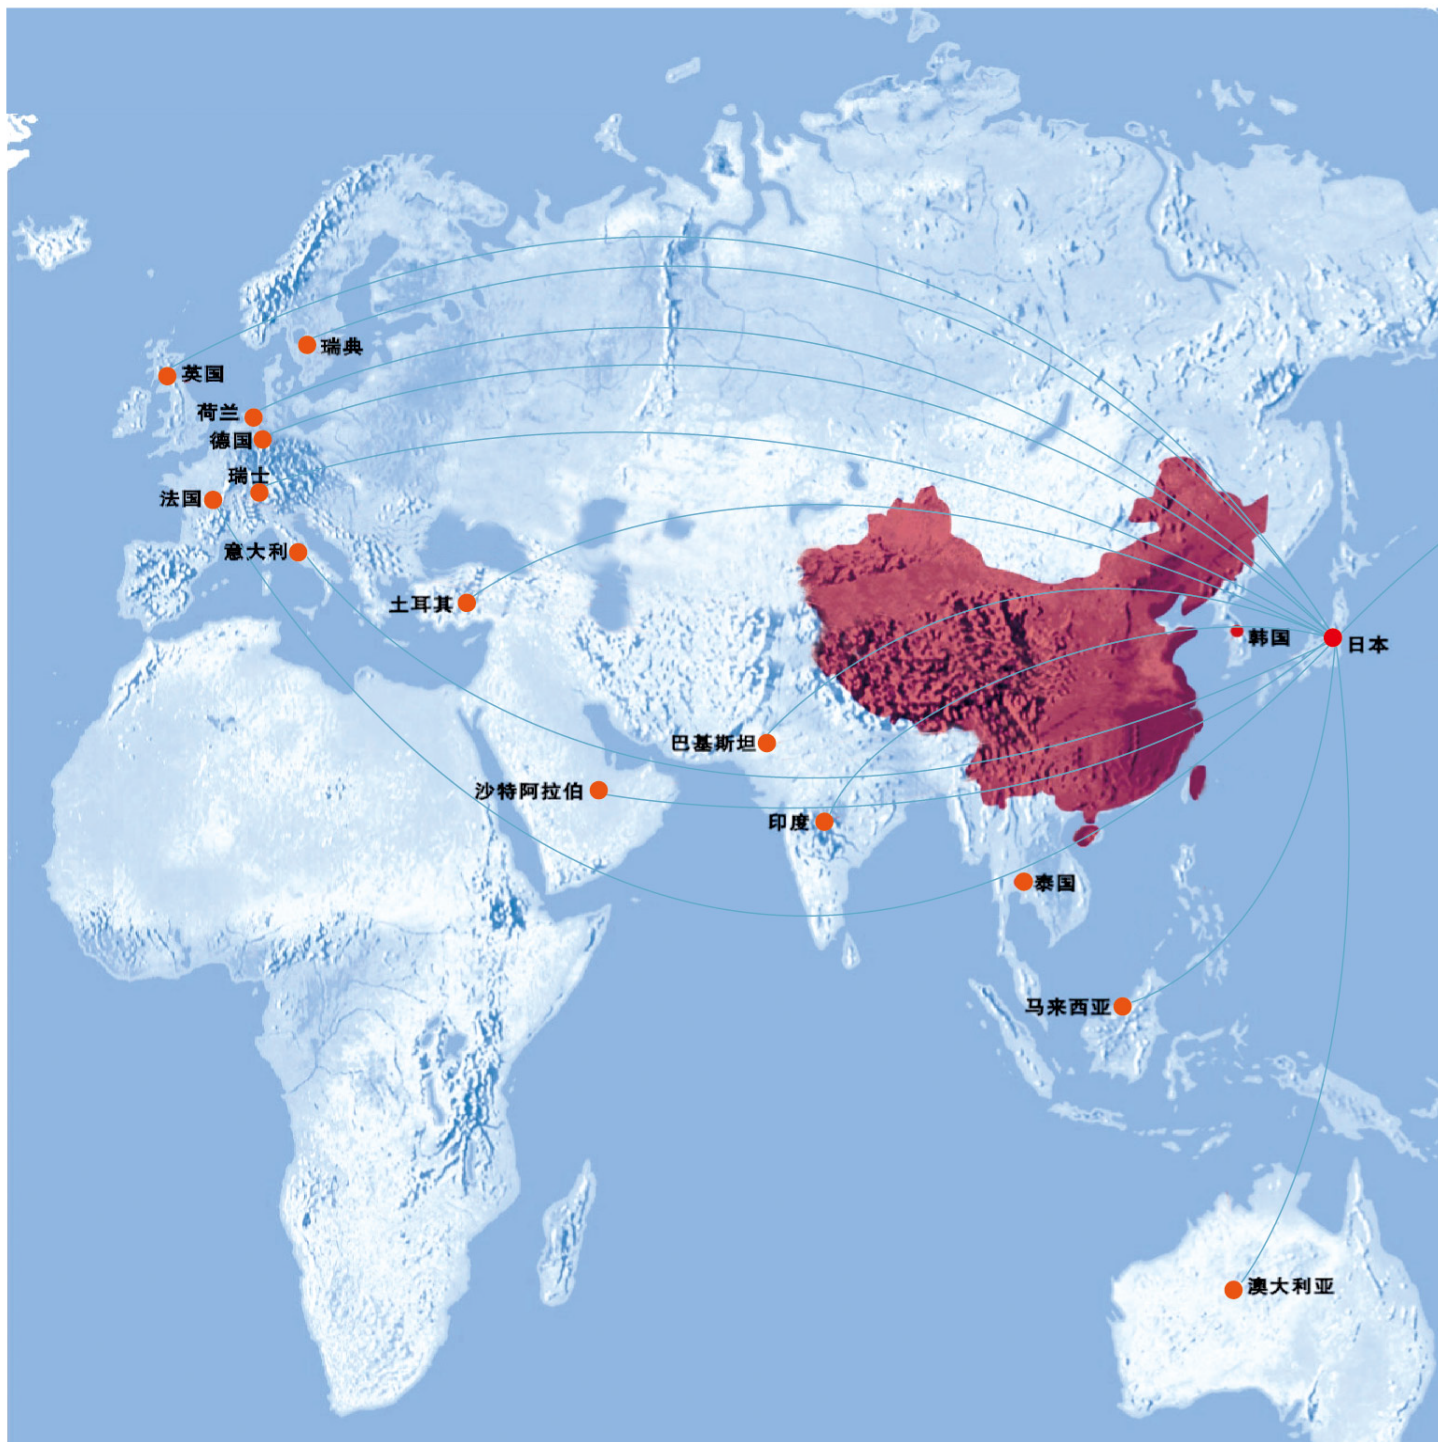 瑞典
英国
荷兰
德国
瑞士
法国
意大利
土耳其
韩国
日本
巴基斯坦
沙特阿拉伯
印度
泰国
马来西亚
澳大利亚